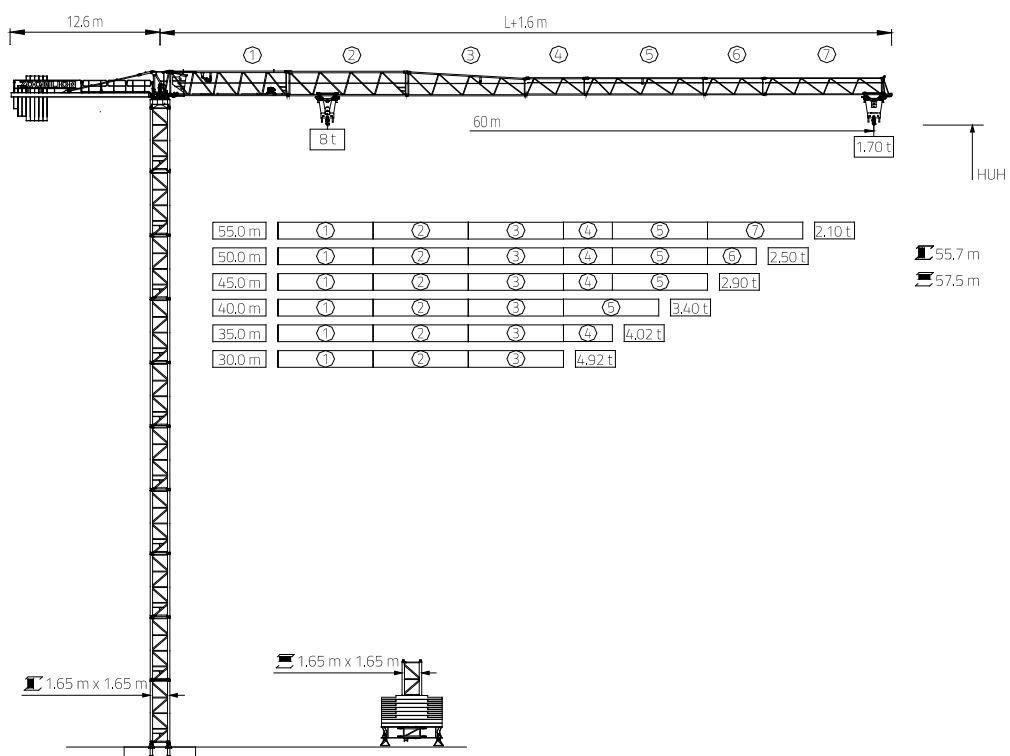 12.6 m
L+1.6 m
① ② ③ ④ ⑤ ⑥ ⑦
60 m
8 t
1.70 t
HUH
55.0 m ① ② ③ ④ ⑤ ⑦ 2.10 t
50.0 m ① ② ③ ④ ⑤ ⑥ 2.50 t
55.7 m
45.0 m ① ② ③ ④ ⑤ 2.90 t
57.5 m
40.0 m ① ② ③ ⑤ 3.40 t
35.0 m ① ② ③ ④ 4.02 t
30.0 m ① ② ③ 4.92 t
1.65 m x 1.65 m
1.65 m x 1.65 m